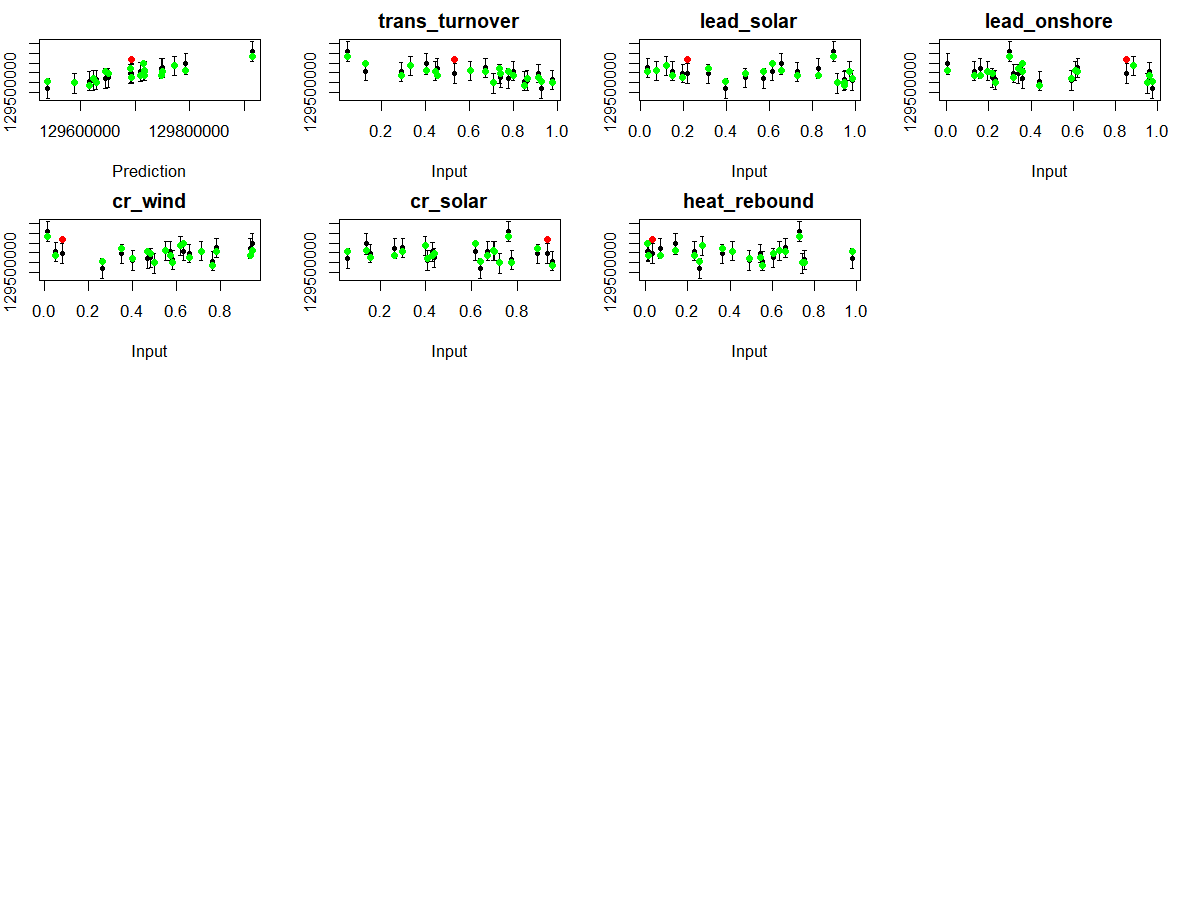 129500000
129600000 129800000
Prediction
trans_turnover
129500000
0.2 0.4 0.6 0.8 1.0
Input
lead_solar
129500000
0.0 0.2 0.4 0.6 0.8 1.0
Input
lead_onshore
129500000
0.0 0.2 0.4 0.6 0.8 1.0
Input
cr_wind
129500000
0.0 0.2 0.4 0.6 0.8
Input
cr_solar
129500000
0.2 0.4 0.6 0.8
Input
heat_rebound
129500000
0.0 0.2 0.4 0.6 0.8 1.0
Input